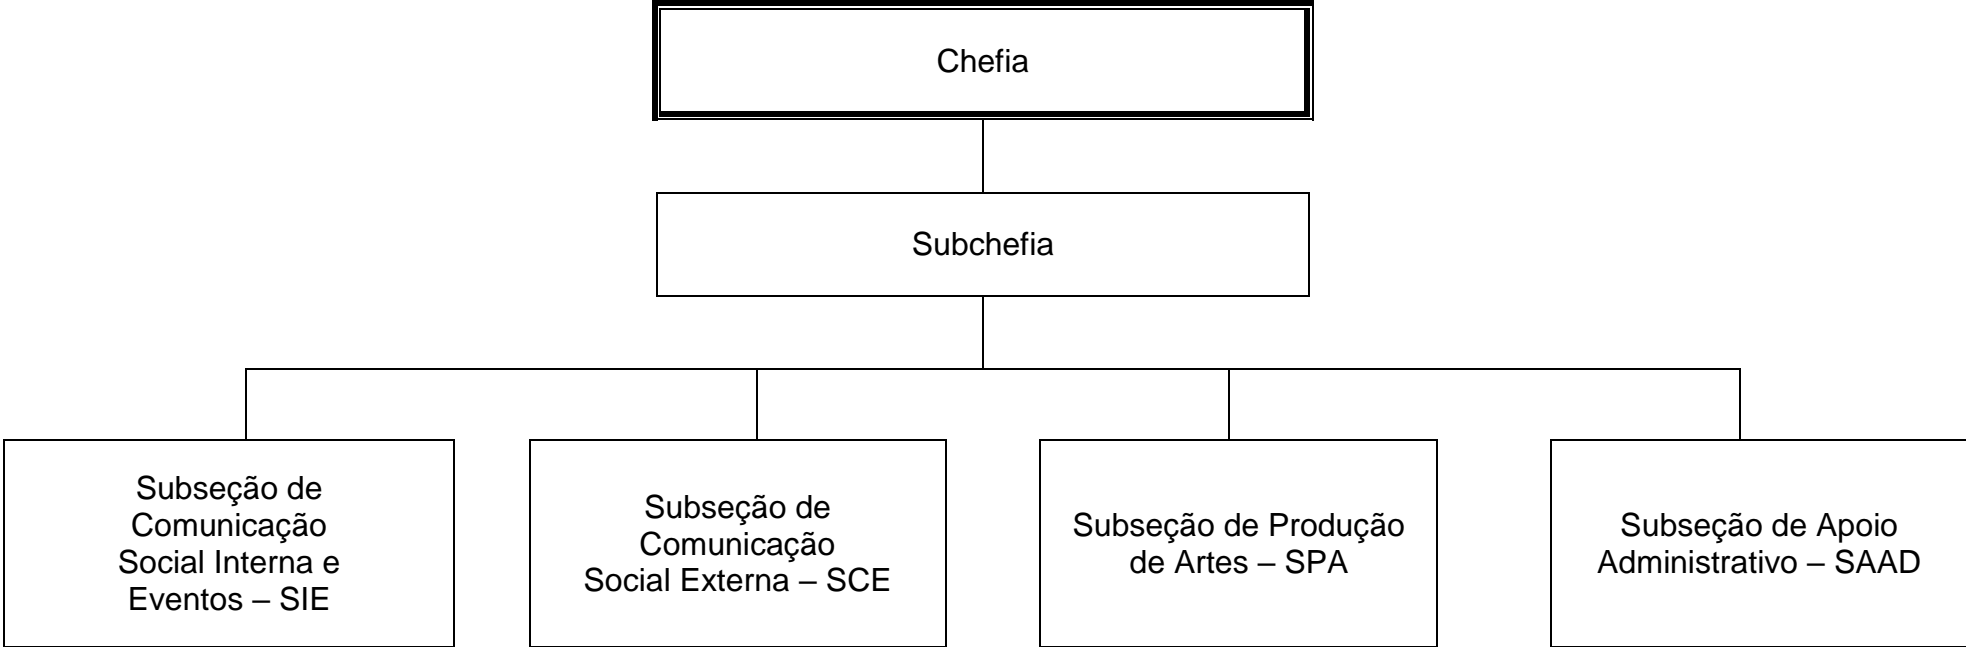 Chefia
Subchefia
Subseção de
Comunicação
Social Interna e
Eventos – SIE
Subseção de
Comunicação
Social Externa – SCE
Subseção de Produção
de Artes – SPA
Subseção de Apoio
Administrativo – SAAD